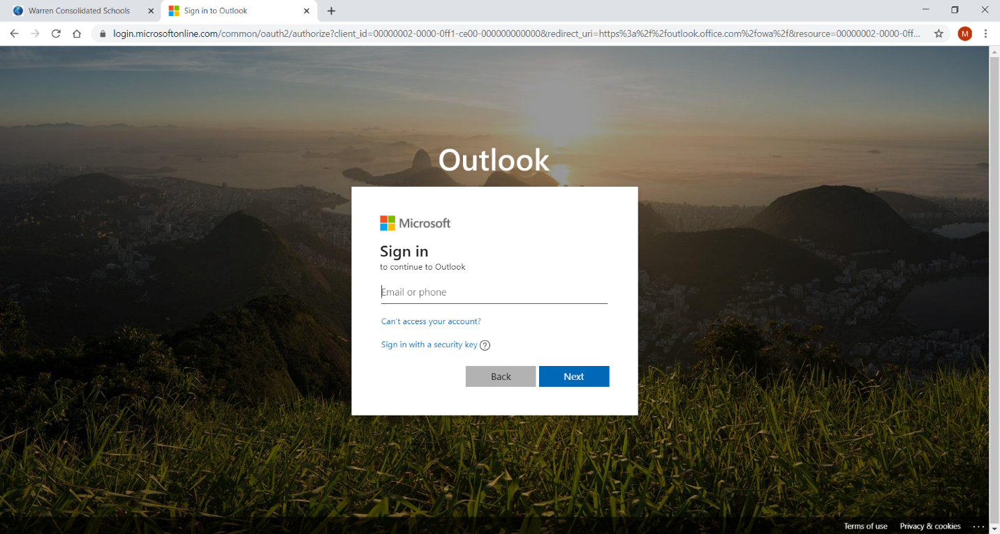 Warren Consolidated Schools
Sign in to Outlook
login.microsoftonline.com/common/oauth2/authorize?client_id=00000002-0000-0ff1-ce00-000000000000&redirect_uri=https%3a%2f%2foutlook.office.com%2fowa%2f&resource=00000002-0000-0ff...
M
Outlook
Microsoft
Sign in
to continue to Outlook
Email or phone
Can't access your account?
Sign in with a security key ?
Back Next
Terms of use Privacy & cookies ...